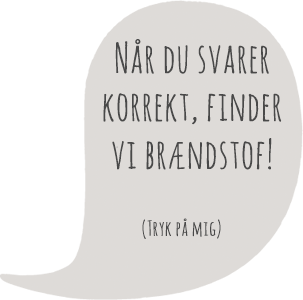 Når du svarer
korrekt, finder
vi brændstof!
(Tryk på mig)